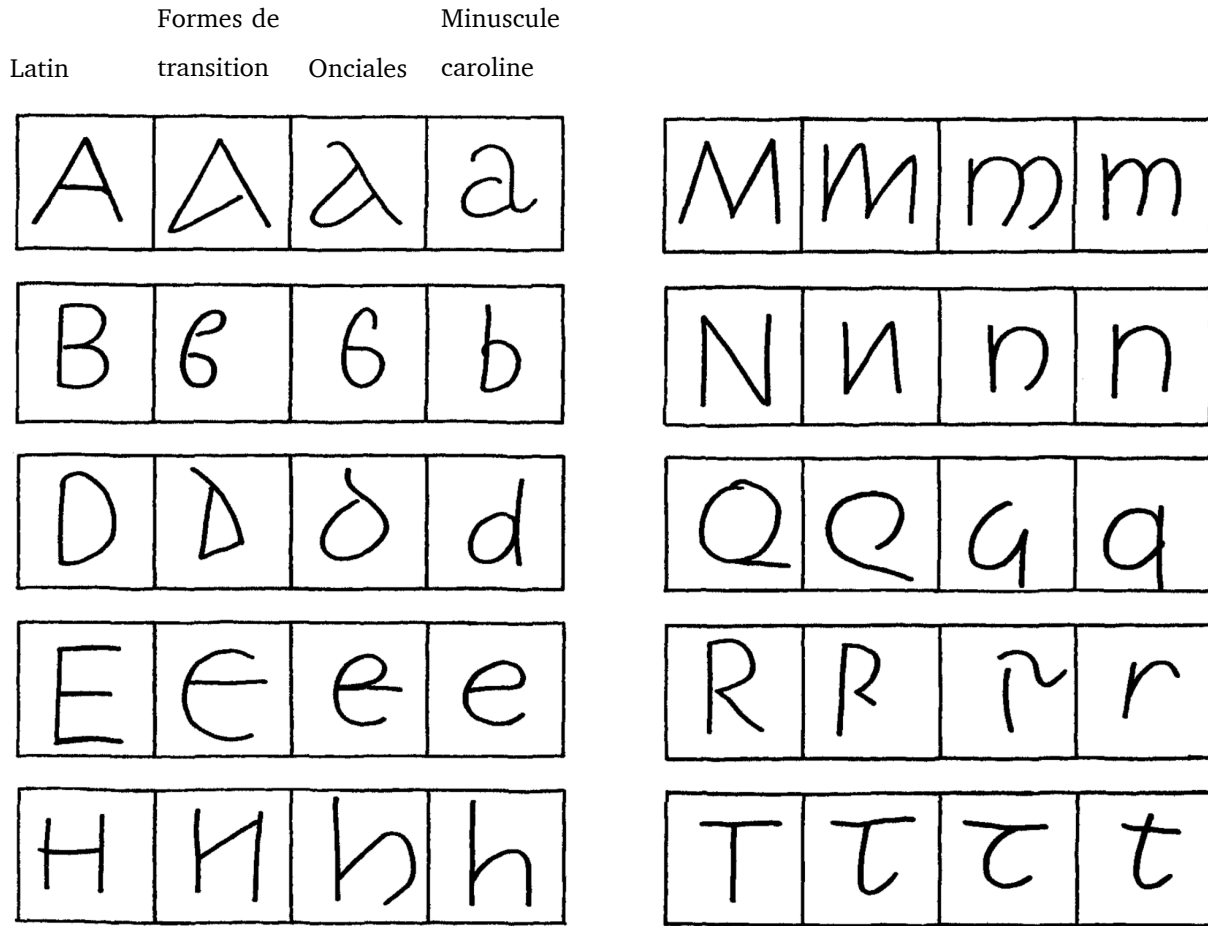 Latin Formes de transition Onciales Minuscule caroline
A A a a
B B b b
D D d d
E E e e
H H h h
M M m m
N N n n
Q Q q q
R R r r
T T t t